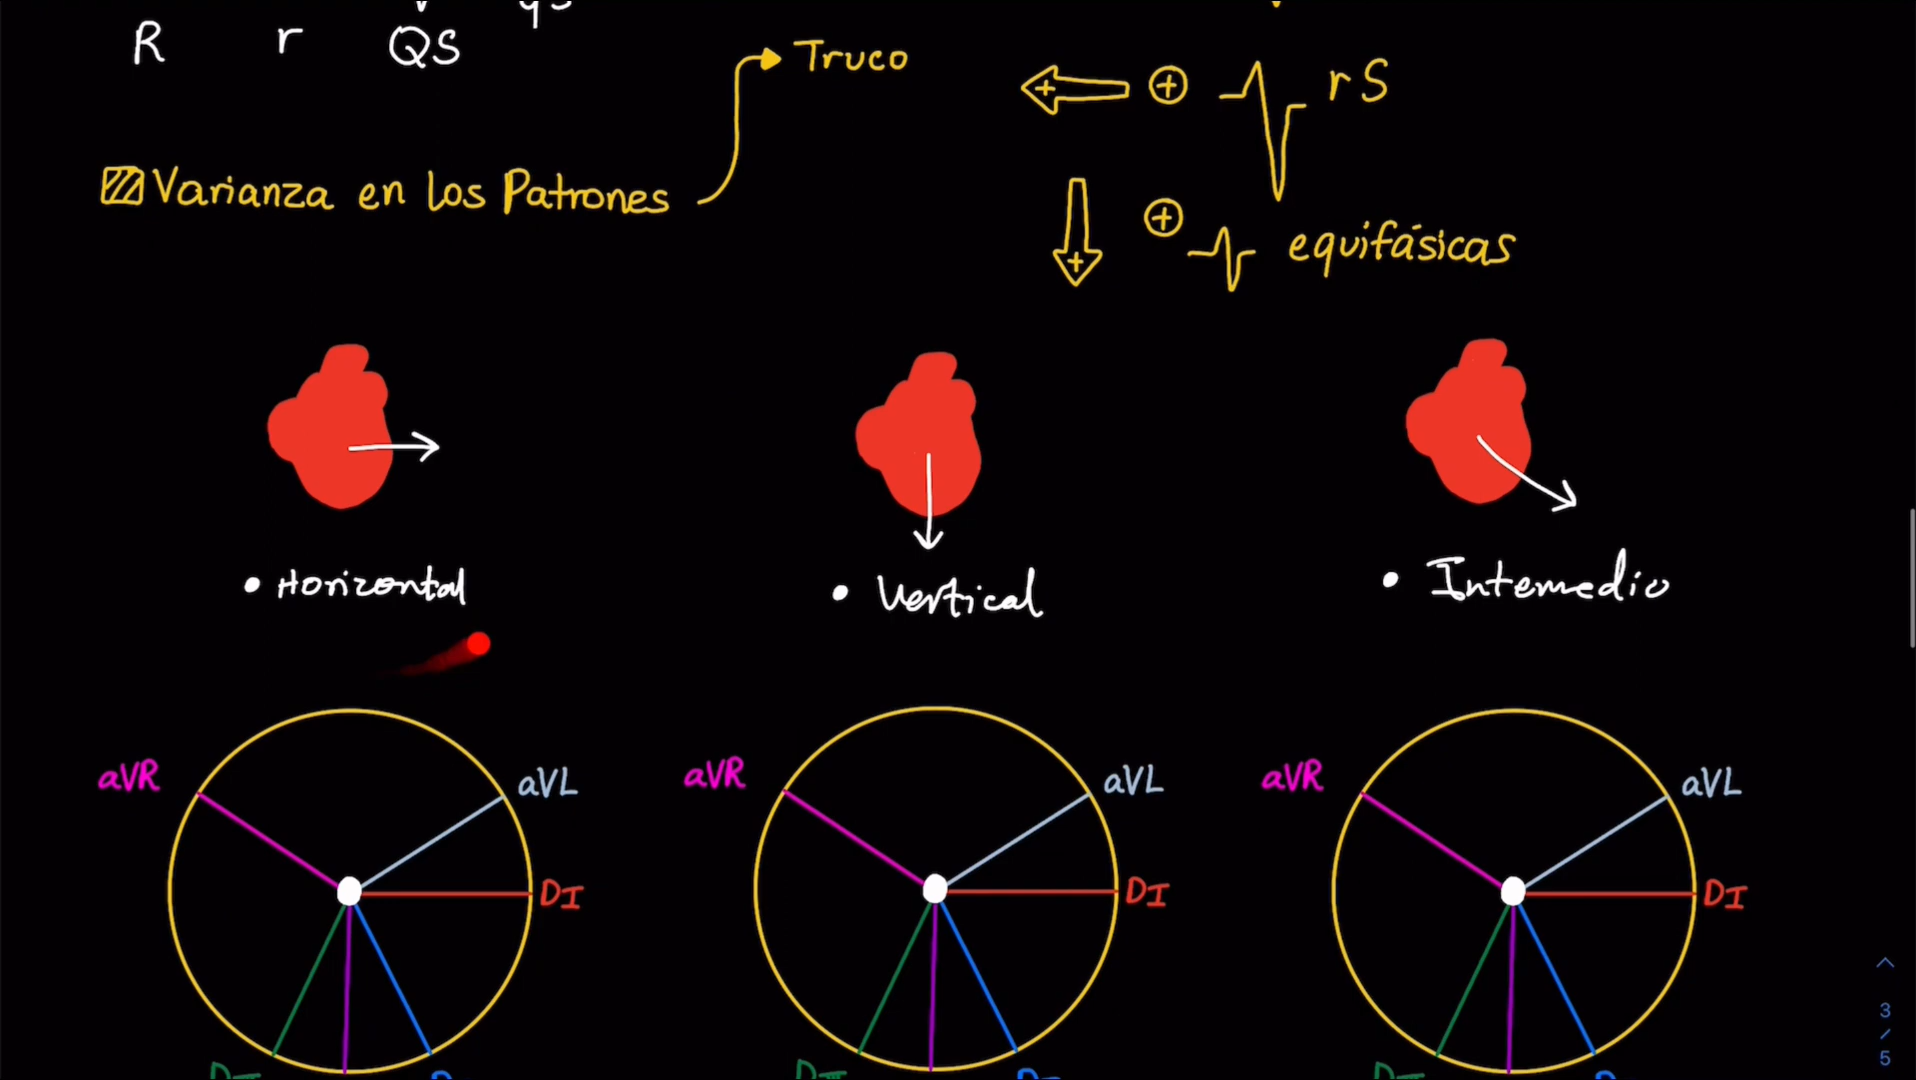 qs
R r QS
Truco
+ + rS
Varianza en los Patrones
+ + equifásicas
• Horizontal • Vertical • Intemedio
aVR aVL aVR aVL aVR aVL
DI DI DI
3
/
5